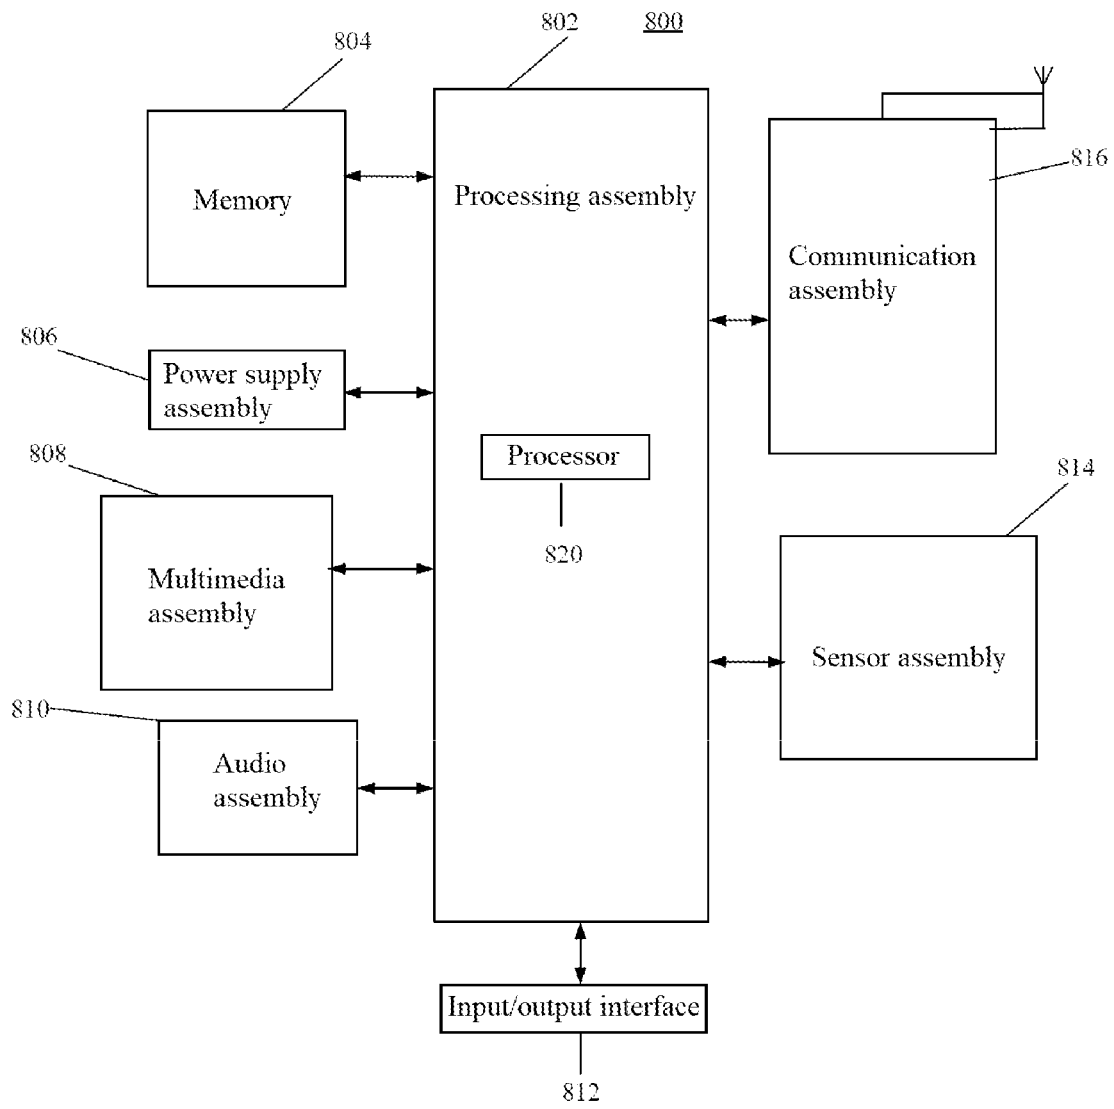 802
800
804
816
Memory
Processing assembly
Communication
assembly
806
Power supply
assembly
808
Processor
814
820
Multimedia
assembly
Sensor assembly
810
Audio
assembly
Input/output interface
812